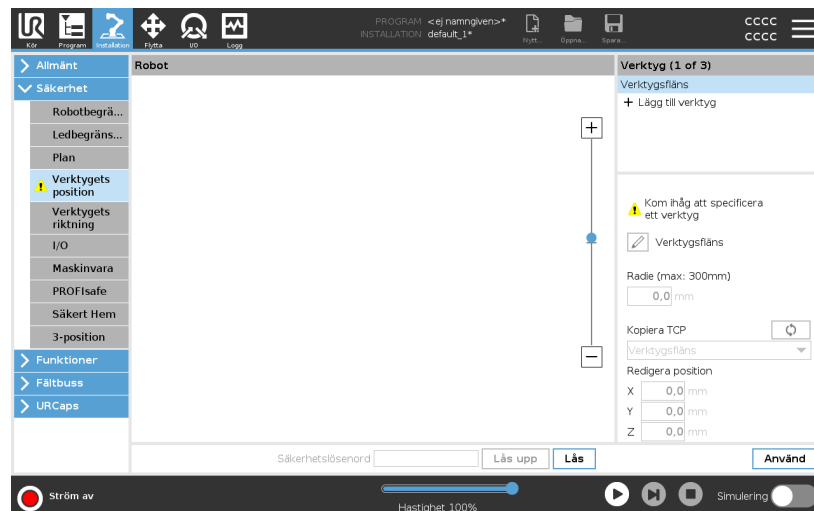 PROGRAM <ej namngiven>*
INSTALLATION default_1*
cccc
cccc
Kör Program Installation Flytta I/O Logg Nytt... Öppna... Spara...
Allmänt
Säkerhet
Robotbegrä...
Ledbegräns...
Plan
Verktygets
position
Verktygets
riktning
I/O
Maskinvara
PROFIsafe
Säkert Hem
3-position
Funktioner
Fältbuss
URCaps
Robot
Verktyg (1 of 3)
Verktygsfläns
+ Lägg till verktyg
Kom ihåg att specificera
ett verktyg
Verktygsfläns
Radie (max: 300mm)
0,0 mm
Kopiera TCP
Verktygsfläns
Redigera position
X 0,0 mm
Y 0,0 mm
Z 0,0 mm
Säkerhetslösenord Lås upp Lås Använd
Ström av
Hastighet 100%
Simulering